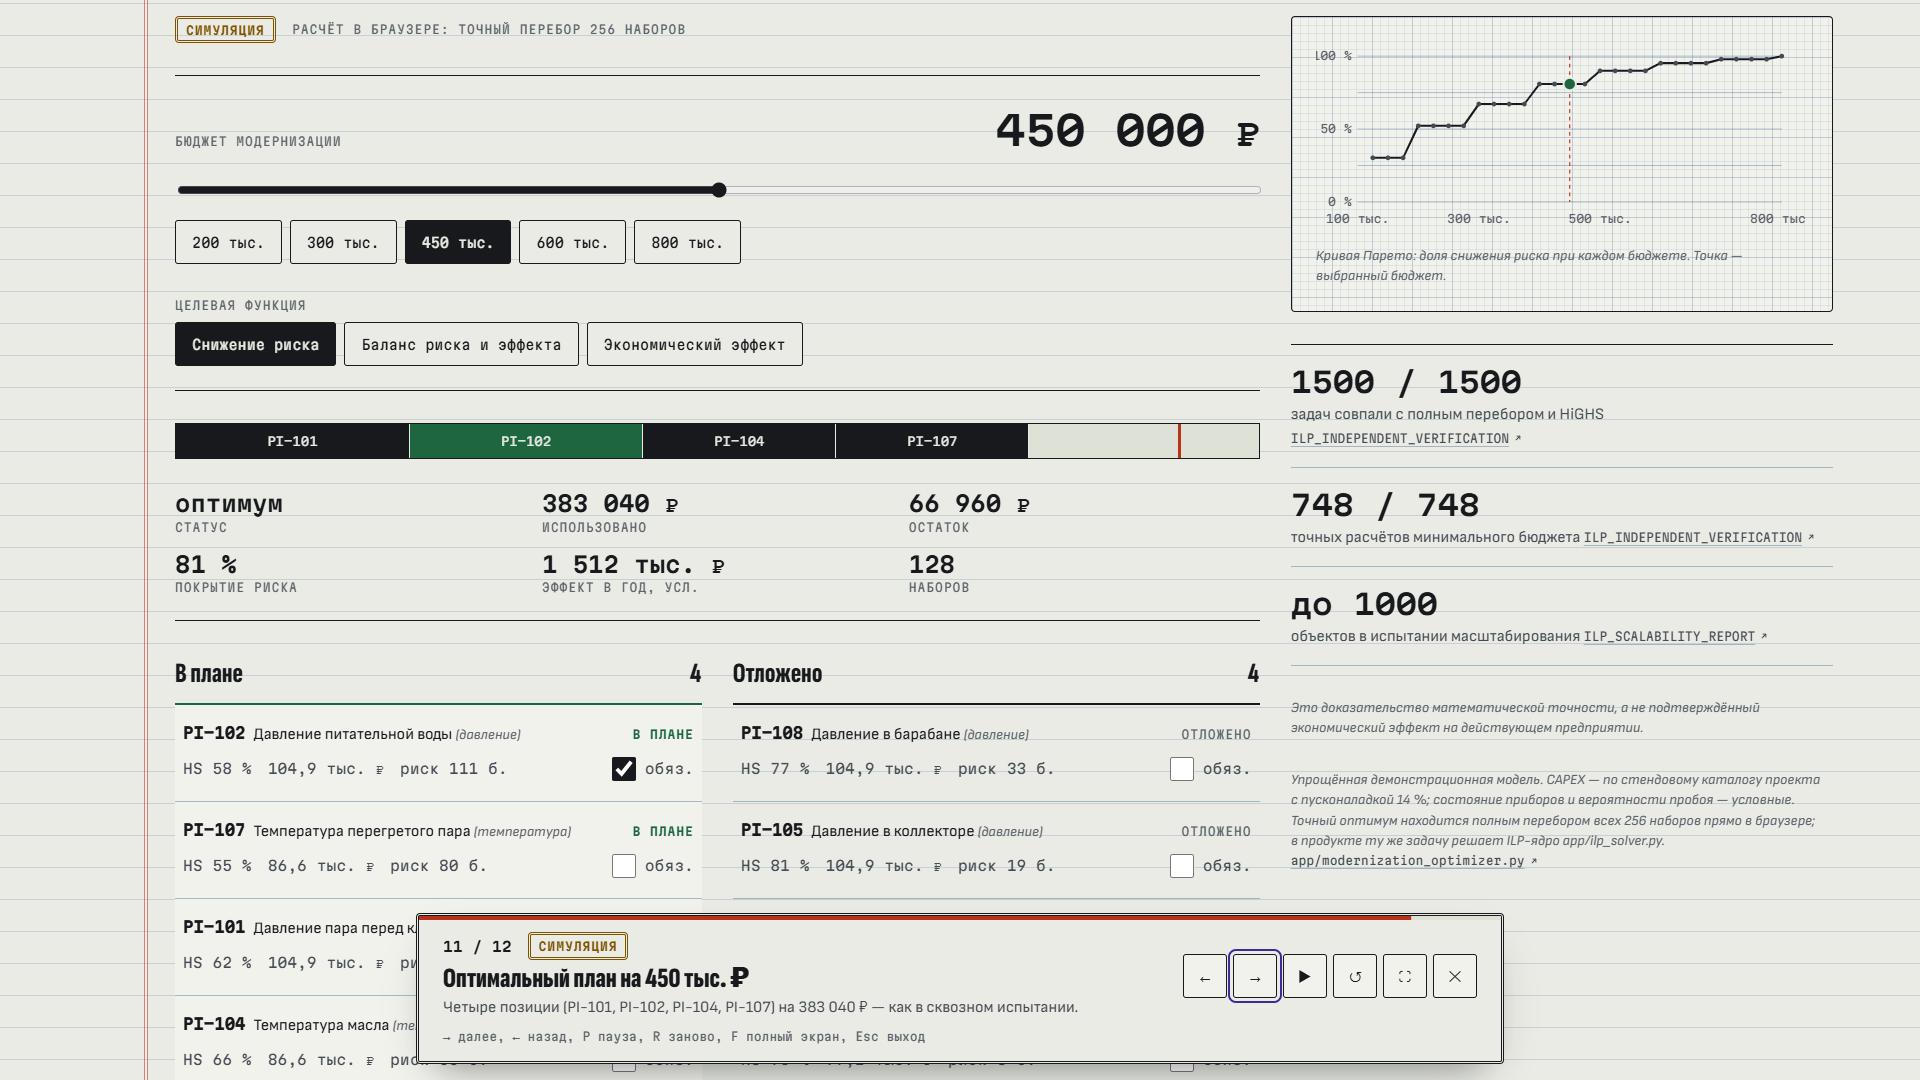 СИМУЛЯЦИЯ РАСЧЁТ В БРАУЗЕРЕ: ТОЧНЫЙ ПЕРЕБОР 256 НАБОРОВ
БЮДЖЕТ МОДЕРНИЗАЦИИ 450 000 ₽
200 тыс. 300 тыс. 450 тыс. 600 тыс. 800 тыс.
ЦЕЛЕВАЯ ФУНКЦИЯ
Снижение риска Баланс риска и эффекта Экономический эффект
PI-101 PI-102 PI-104 PI-107
оптимум 383 040 ₽ 66 960 ₽
СТАТУС ИСПОЛЬЗОВАНО ОСТАТОК
81 % 1 512 тыс. ₽ 128
ПОКРЫТИЕ РИСКА ЭФФЕКТ В ГОД, УСЛ. НАБОРОВ
В плане 4
PI-102 Давление питательной воды (давление) В ПЛАНЕ
HS 58 % 104,9 тыс. ₽ риск 111 б. обяз.
PI-107 Температура перегретого пара (температура) В ПЛАНЕ
HS 55 % 86,6 тыс. ₽ риск 80 б. обяз.
PI-101 Давление пара перед
HS 62 % 104,9 тыс. ₽
PI-104 Температура масла
HS 66 % 86,6 тыс. ₽
Отложено 4
PI-108 Давление в барабане (давление) ОТЛОЖЕНО
HS 77 % 104,9 тыс. ₽ риск 33 б. обяз.
PI-105 Давление в коллекторе (давление) ОТЛОЖЕНО
HS 81 % 104,9 тыс. ₽ риск 19 б. обяз.
100 %
50 %
0 %
100 тыс. 300 тыс. 500 тыс. 800 тыс
Кривая Парето: доля снижения риска при каждом бюджете. Точка —
выбранный бюджет.
1500 / 1500
задач совпали с полным перебором и HiGHS
ILP_INDEPENDENT_VERIFICATION ↗
748 / 748
точных расчётов минимального бюджета ILP_INDEPENDENT_VERIFICATION ↗
до 1000
объектов в испытании масштабирования ILP_SCALABILITY_REPORT ↗
Это доказательство математической точности, а не подтверждённый
экономический эффект на действующем предприятии.
Упрощённая демонстрационная модель. CAPEX — по стендовому каталогу проекта
с пусконаладкой 14 %; состояние приборов и вероятности пробоя — условные.
Точный оптимум находится полным перебором всех 256 наборов прямо в браузере;
в продукте ту же задачу решает ILP-ядро app/ilp_solver.py.
app/modernization_optimizer.py ↗
11 / 12 СИМУЛЯЦИЯ
Оптимальный план на 450 тыс. ₽
Четыре позиции (PI-101, PI-102, PI-104, PI-107) на 383 040 ₽ — как в сквозном испытании.
→ далее, ← назад, P пауза, R заново, F полный экран, Esc выход